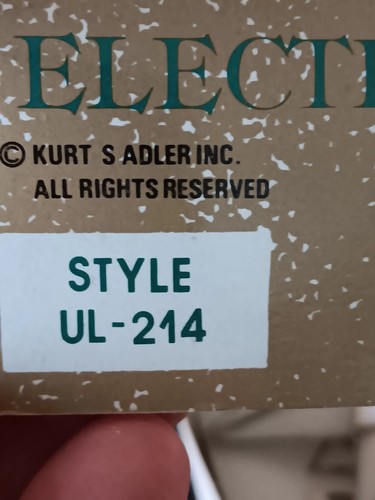 ELECT
© KURT S ADLER INC.
ALL RIGHTS RESERVED
STYLE
UL-214